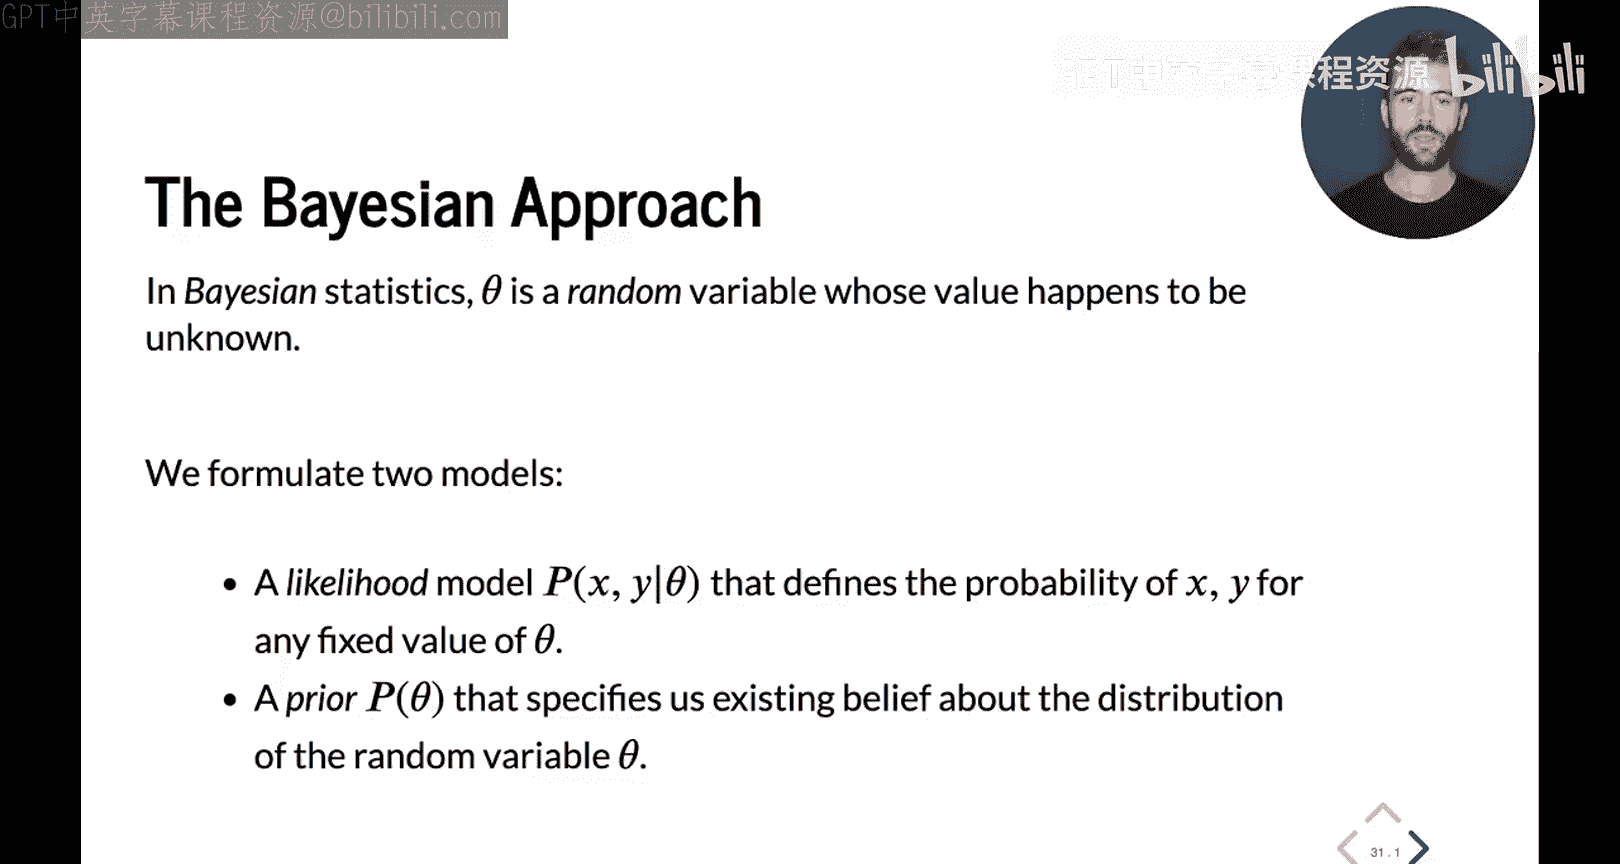 GPT中英字幕课程资源@bilibili.com
程资源 bilibili
The Bayesian Approach
In Bayesian statistics, θ is a random variable whose value happens to be
unknown.
We formulate two models:
• A likelihood model P(x, y|θ) that defines the probability of x, y for
any fixed value of θ.
• A prior P(θ) that specifies us existing belief about the distribution
of the random variable θ.
31.1